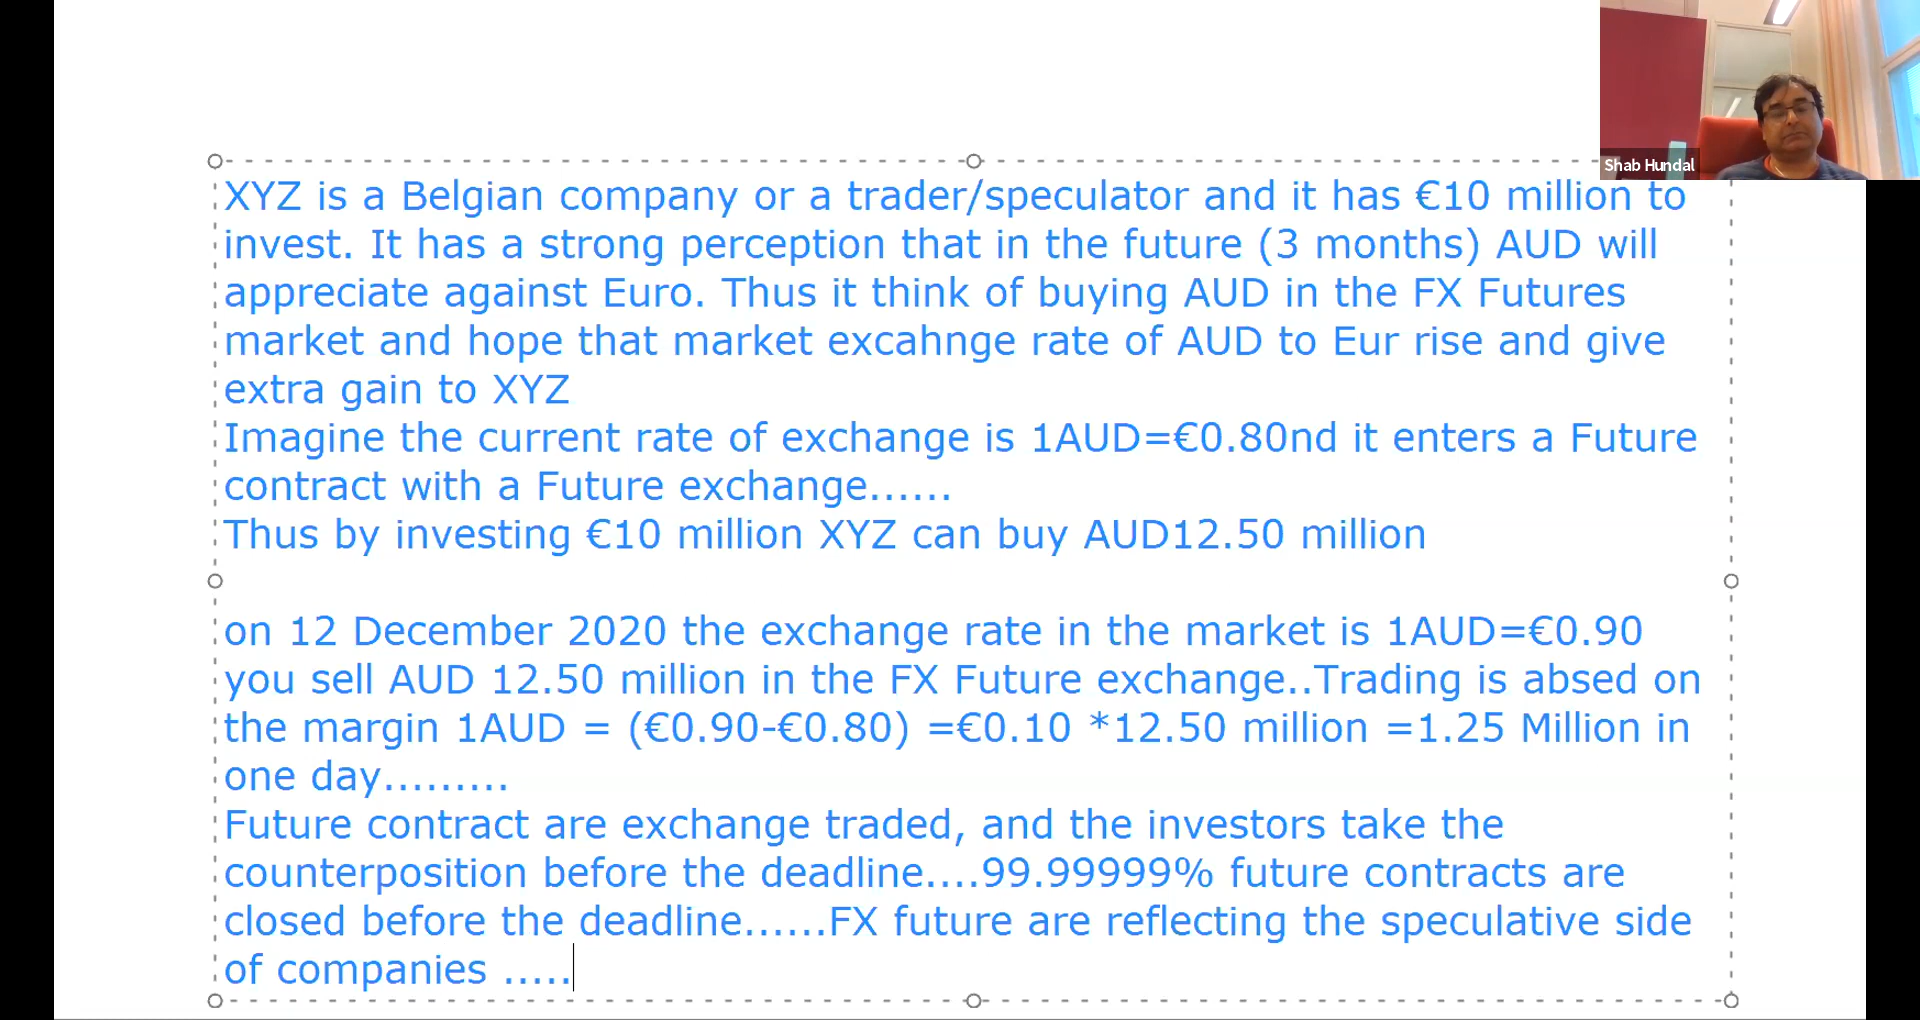 Shab Hundal
XYZ is a Belgian company or a trader/speculator and it has €10 million to
invest. It has a strong perception that in the future (3 months) AUD will
appreciate against Euro. Thus it think of buying AUD in the FX Futures
market and hope that market excahnge rate of AUD to Eur rise and give
extra gain to XYZ
Imagine the current rate of exchange is 1AUD=€0.80nd it enters a Future
contract with a Future exchange......
Thus by investing €10 million XYZ can buy AUD12.50 million
on 12 December 2020 the exchange rate in the market is 1AUD=€0.90
you sell AUD 12.50 million in the FX Future exchange..Trading is absed on
the margin 1AUD = (€0.90-€0.80) =€0.10 *12.50 million =1.25 Million in
one day.........
Future contract are exchange traded, and the investors take the
counterposition before the deadline....99.99999% future contracts are
closed before the deadline......FX future are reflecting the speculative side
of companies .....